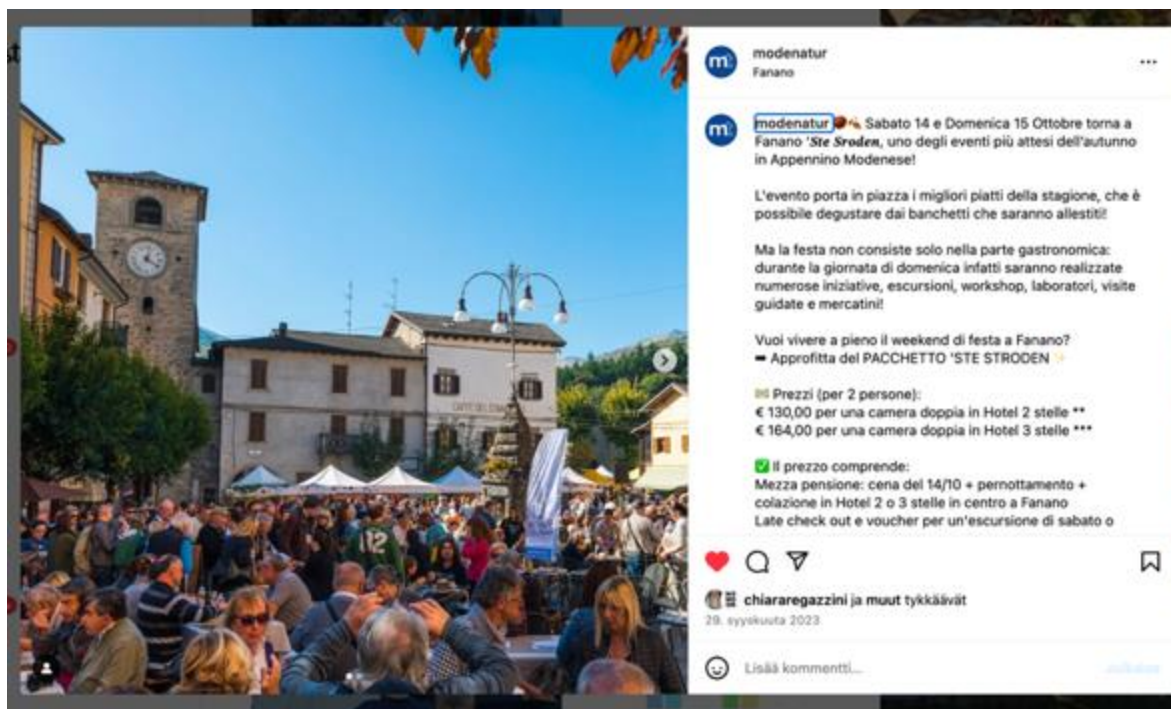 modenatur
Fanano
modenatur 🌰🍂 Sabato 14 e Domenica 15 Ottobre torna a
Fanano '𝑺𝒕𝒆 𝑺𝒓𝒐𝒅𝒆𝒏, uno degli eventi più attesi dell'autunno
in Appennino Modenese!
L'evento porta in piazza i migliori piatti della stagione, che è
possibile degustare dai banchetti che saranno allestiti!
Ma la festa non consiste solo nella parte gastronomica:
durante la giornata di domenica infatti saranno realizzate
numerose iniziative, escursioni, workshop, laboratori, visite
guidate e mercatini!
Vuoi vivere a pieno il weekend di festa a Fanano?
➡ Approfitta del PACCHETTO 'STE STRODEN ✨
🎫 Prezzi (per 2 persone):
€ 130,00 per una camera doppia in Hotel 2 stelle **
€ 164,00 per una camera doppia in Hotel 3 stelle ***
✅ Il prezzo comprende:
Mezza pensione: cena del 14/10 + pernottamento +
colazione in Hotel 2 o 3 stelle in centro a Fanano
Late check out e voucher per un'escursione di sabato o
chiararegazzini ja muut tykkäävät
29. syyskuuta 2023
Lisää kommentti...
m
m
12